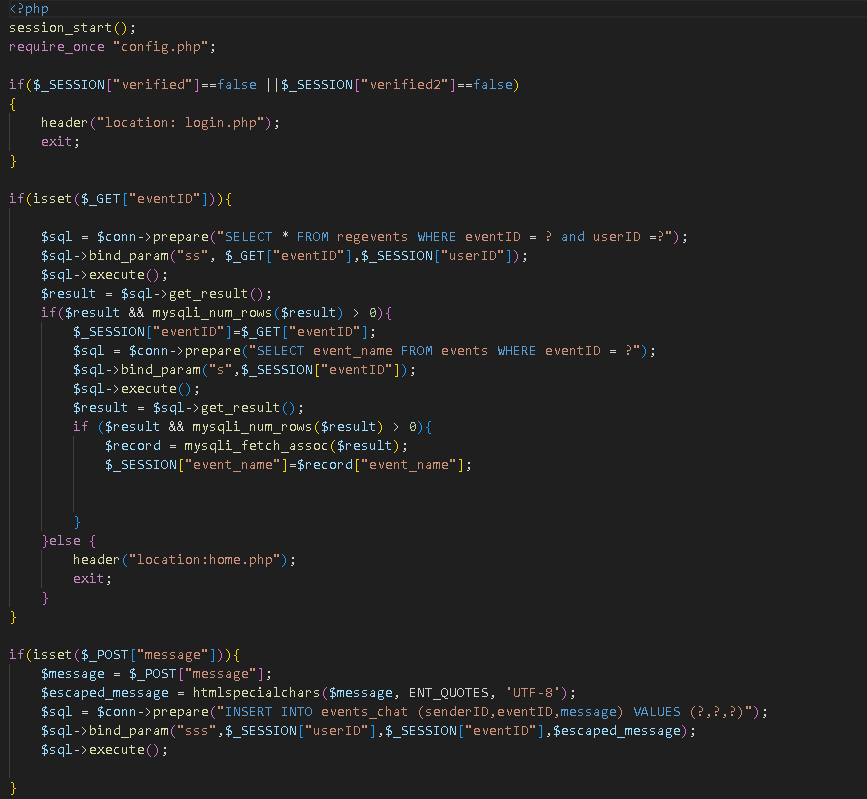 <?php
session_start();
require_once "config.php";
if($_SESSION["verified"]==false ||$_SESSION["verified2"]==false)
{
header("location: login.php");
exit;
}
if(isset($_GET["eventID"])){
$sql = $conn->prepare("SELECT * FROM regevents WHERE eventID = ? and userID =?");
$sql->bind_param("ss", $_GET["eventID"],$_SESSION["userID"]);
$sql->execute();
$result = $sql->get_result();
if($result && mysqli_num_rows($result) > 0){
$_SESSION["eventID"]=$_GET["eventID"];
$sql = $conn->prepare("SELECT event_name FROM events WHERE eventID = ?");
$sql->bind_param("s",$_SESSION["eventID"]);
$sql->execute();
$result = $sql->get_result();
if ($result && mysqli_num_rows($result) > 0){
$record = mysqli_fetch_assoc($result);
$_SESSION["event_name"]=$record["event_name"];
}
}else {
header("location:home.php");
exit;
}
}
if(isset($_POST["message"])){
$message = $_POST["message"];
$escaped_message = htmlspecialchars($message, ENT_QUOTES, 'UTF-8');
$sql = $conn->prepare("INSERT INTO events_chat (senderID,eventID,message) VALUES (?,?,?)");
$sql->bind_param("sss",$_SESSION["userID"],$_SESSION["eventID"],$escaped_message);
$sql->execute();
}